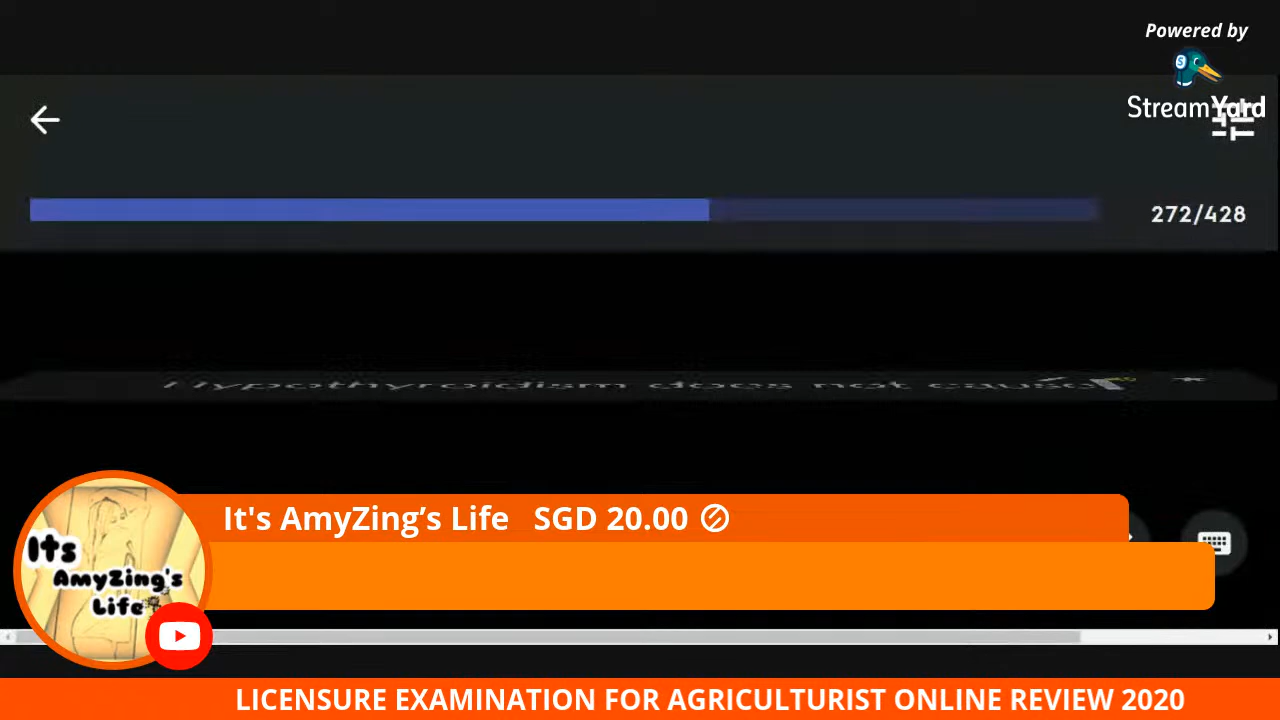 Powered by
StreamYard
272/428
Hypothyroidism does not cause
It's AmyZing’s Life SGD 20.00
Its
AmyZing's
Life
LICENSURE EXAMINATION FOR AGRICULTURIST ONLINE REVIEW 2020